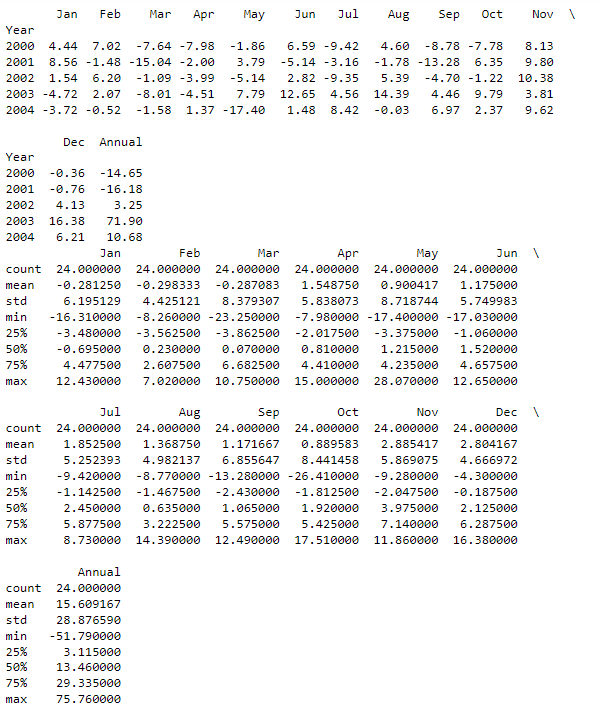 Jan Feb Mar Apr May Jun Jul Aug Sep Oct Nov \
Year
2000 4.44 7.02 -7.64 -7.98 -1.86 6.59 -9.42 4.60 -8.78 -7.78 8.13
2001 8.56 -1.48 -15.04 -2.00 3.79 -5.14 -3.16 -1.78 -13.28 6.35 9.80
2002 1.54 6.20 -1.09 -3.99 -5.14 2.82 -9.35 5.39 -4.70 -1.22 10.38
2003 -4.72 2.07 -8.01 -4.51 7.79 12.65 4.56 14.39 4.46 9.79 3.81
2004 -3.72 -0.52 -1.58 1.37 -17.40 1.48 8.42 -0.03 6.97 2.37 9.62
Dec Annual
Year
2000 -0.36 -14.65
2001 -0.76 -16.18
2002 4.13 3.25
2003 16.38 71.90
2004 6.21 10.68
Jan Feb Mar Apr May Jun \
count 24.000000 24.000000 24.000000 24.000000 24.000000 24.000000
mean -0.281250 -0.298333 -0.287083 1.548750 0.900417 1.175000
std 6.195129 4.425121 8.379307 5.838073 8.718744 5.749983
min -16.310000 -8.260000 -23.250000 -7.980000 -17.400000 -17.030000
25% -3.480000 -3.562500 -3.862500 -2.017500 -3.375000 -1.060000
50% -0.695000 0.230000 0.070000 0.810000 1.215000 1.520000
75% 4.477500 2.607500 6.682500 4.410000 4.235000 4.657500
max 12.430000 7.020000 10.750000 15.000000 28.070000 12.650000
Jul Aug Sep Oct Nov Dec \
count 24.000000 24.000000 24.000000 24.000000 24.000000 24.000000
mean 1.852500 1.368750 1.171667 0.889583 2.885417 2.804167
std 5.252393 4.982137 6.855647 8.441458 5.869075 4.666972
min -9.420000 -8.770000 -13.280000 -26.410000 -9.280000 -4.300000
25% -1.142500 -1.467500 -2.430000 -1.812500 -2.047500 -0.187500
50% 2.450000 0.635000 1.065000 1.920000 3.975000 2.125000
75% 5.877500 3.222500 5.575000 5.425000 7.140000 6.287500
max 8.730000 14.390000 12.490000 17.510000 11.860000 16.380000
Annual
count 24.000000
mean 15.609167
std 28.876590
min -51.790000
25% 3.115000
50% 13.460000
75% 29.335000
max 75.760000